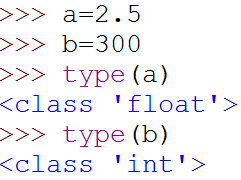 >>> a=2.5
>>> b=300
>>> type(a)
<class 'float'>
>>> type(b)
<class 'int'>